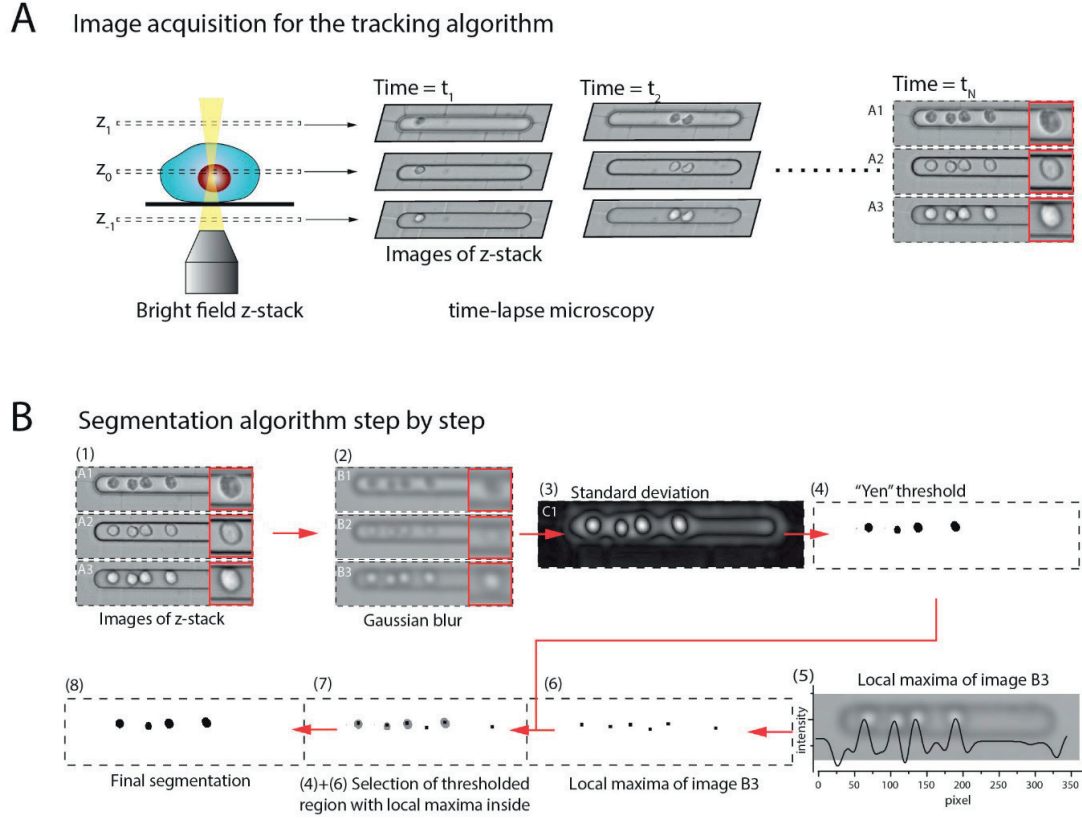 A Image acquisition for the tracking algorithm
Time = t1
Time = t2
Time = tN
z1
z0
z-1
A1
A2
A3
Images of z-stack
Bright field z-stack
time-lapse microscopy
B Segmentation algorithm step by step
(1)
A1
A2
A3
Images of z-stack
(2)
B1
B2
B3
Gaussian blur
(3) Standard deviation
C1
(4) "Yen" threshold
(8)
Final segmentation
(7)
(4)+(6) Selection of thresholded
region with local maxima inside
(6)
Local maxima of image B3
(5)
Local maxima of image B3
intensity
0 50 100 150 200 250 300 350
pixel